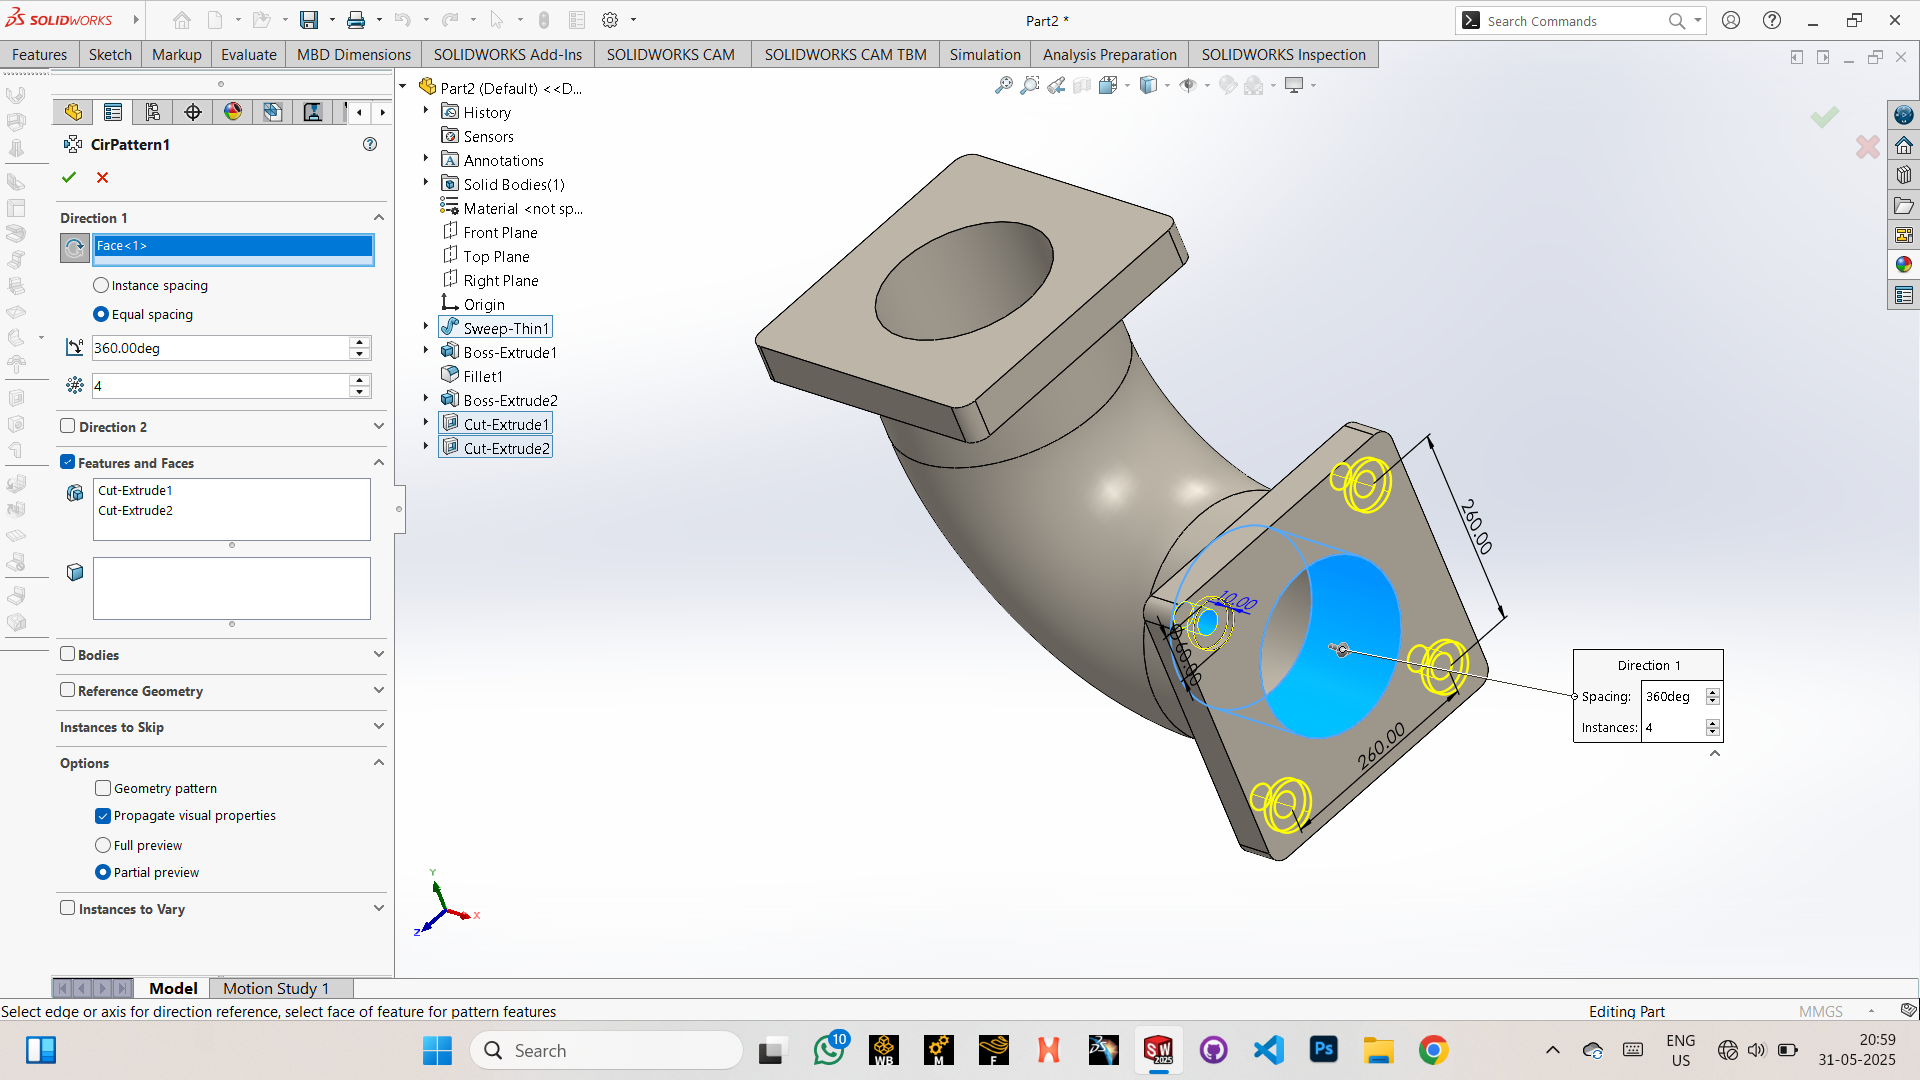 SOLIDWORKS
Part2 *
Search Commands
Features
Sketch
Markup
Evaluate
MBD Dimensions
SOLIDWORKS Add-Ins
SOLIDWORKS CAM
SOLIDWORKS CAM TBM
Simulation
Analysis Preparation
SOLIDWORKS Inspection
CirPattern1
Direction 1
Face<1>
Instance spacing
Equal spacing
360.00deg
4
Direction 2
Features and Faces
Cut-Extrude1
Cut-Extrude2
Bodies
Reference Geometry
Instances to Skip
Options
Geometry pattern
Propagate visual properties
Full preview
Partial preview
Instances to Vary
Part2 (Default) <<D...
History
Sensors
Annotations
Solid Bodies(1)
Material <not sp...
Front Plane
Top Plane
Right Plane
Origin
Sweep-Thin1
Boss-Extrude1
Fillet1
Boss-Extrude2
Cut-Extrude1
Cut-Extrude2
260.00
10.00
260.00
Direction 1
Spacing: 360deg
Instances: 4
Y
X
Z
Model
Motion Study 1
Select edge or axis for direction reference, select face of feature for pattern features
Editing Part
MMGS
Search
10
WB
M
F
SW
2025
Ps
ENG
US
20:59
31-05-2025